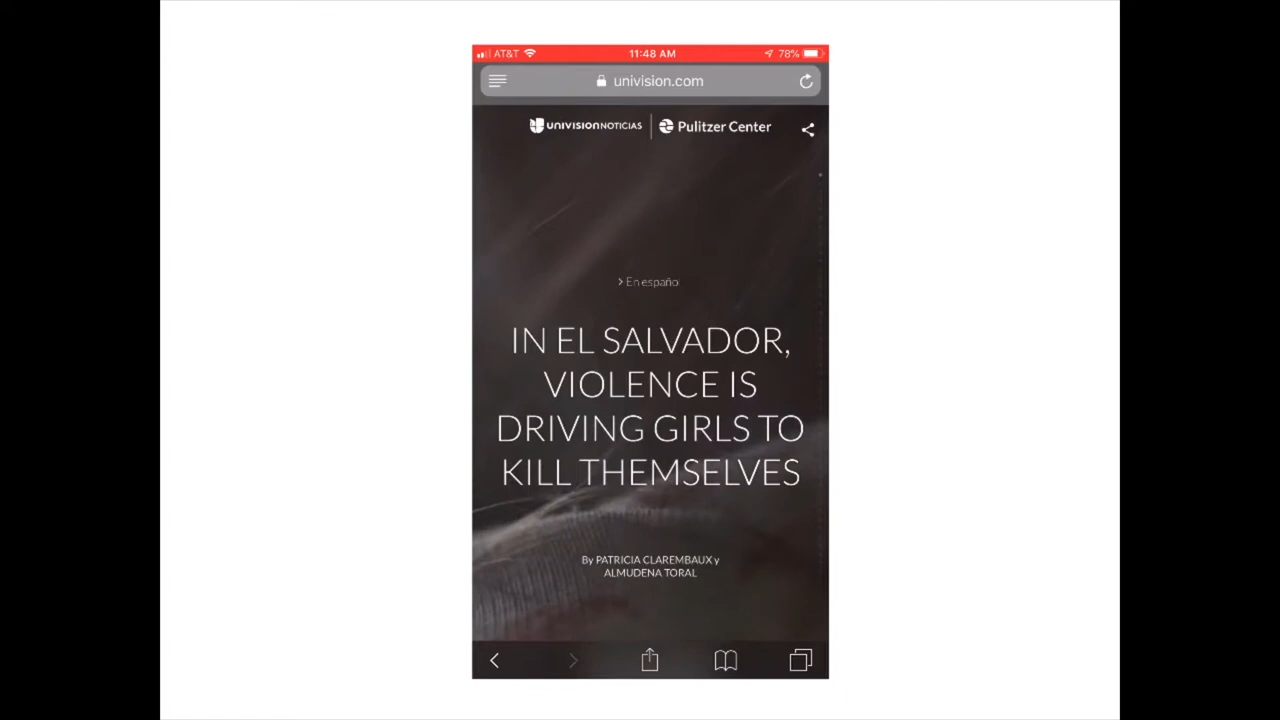 AT&T 11:48 AM 78%
univision.com
UNIVISIONNOTICIAS Pulitzer Center
> En español
IN EL SALVADOR,
VIOLENCE IS
DRIVING GIRLS TO
KILL THEMSELVES
By PATRICIA CLAREMBAUX y
ALMUDENA TORAL